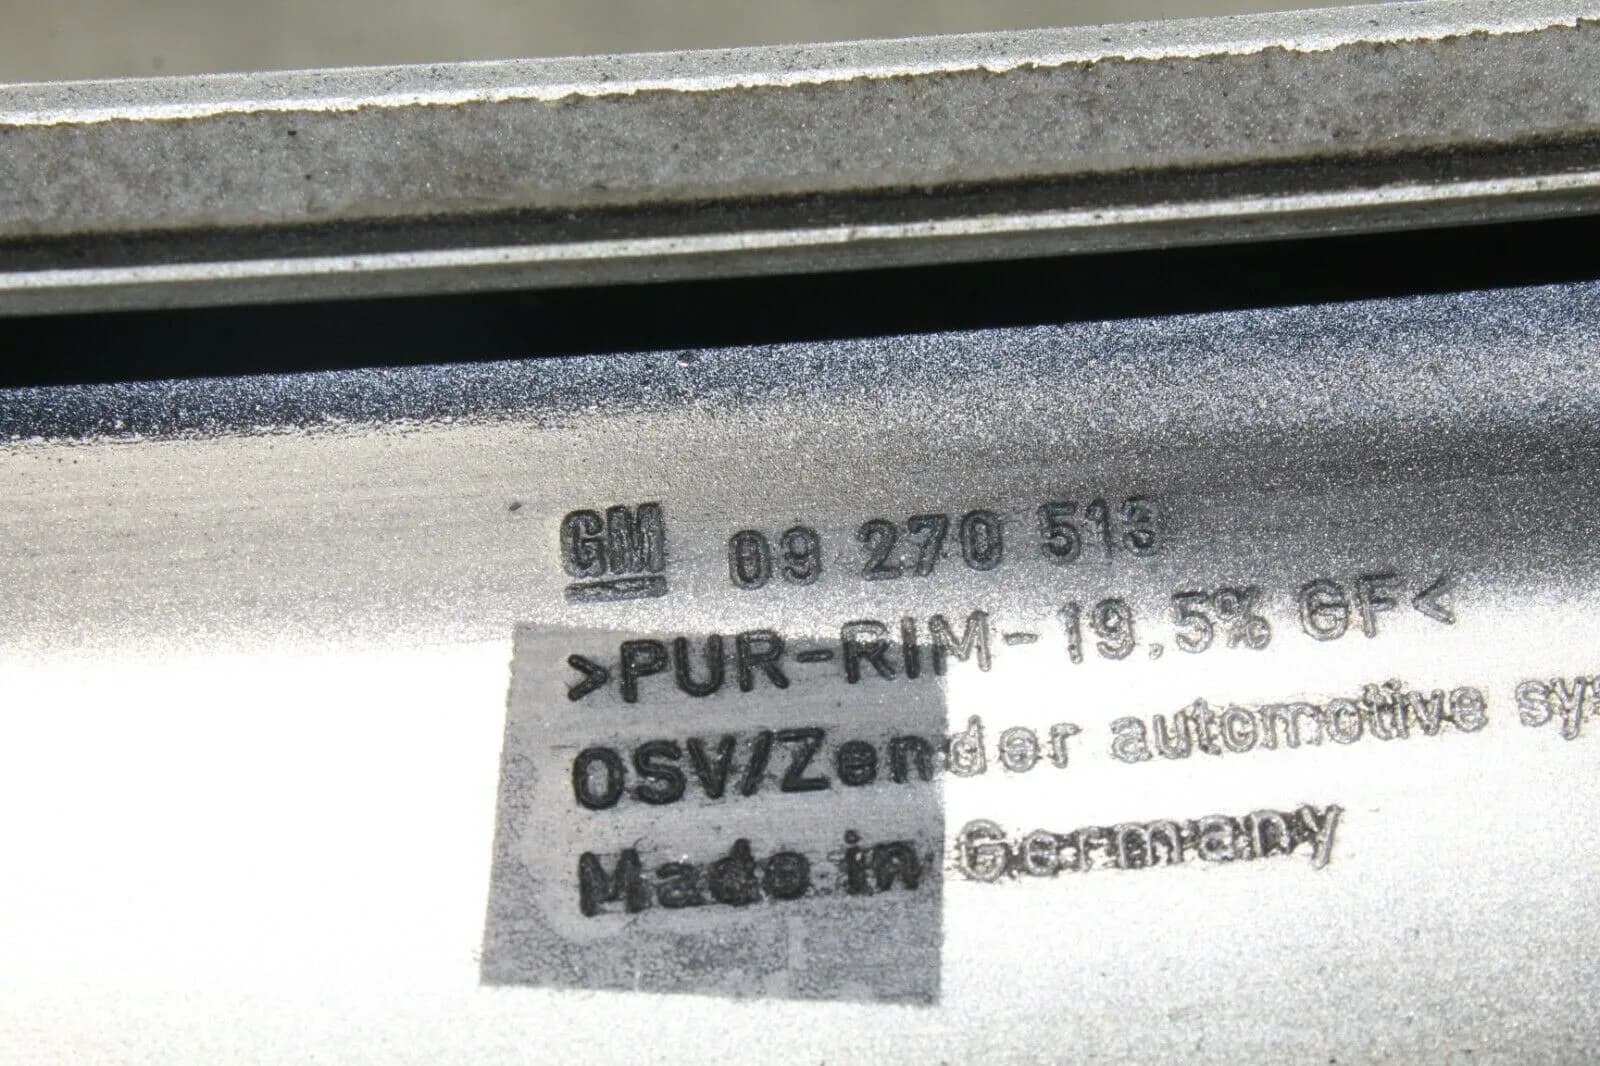 GM 09 270 513
>PUR-RIM-19,5% GF<
OSV/Zender automotive
Made in Germany